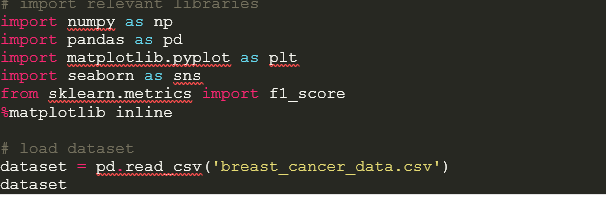 # import relevant libraries
import numpy as np
import pandas as pd
import matplotlib.pyplot as plt
import seaborn as sns
from sklearn.metrics import f1_score
%matplotlib inline
# load dataset
dataset = pd.read_csv('breast_cancer_data.csv')
dataset